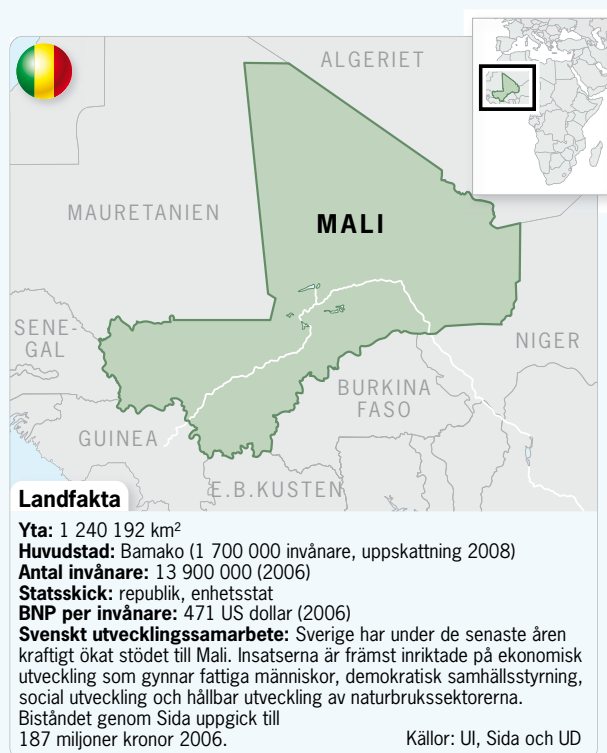 ALGERIET
MAURETANIEN
MALI
SENE-
GAL
NIGER
BURKINA
FASO
GUINEA
E.B.KUSTEN
Landfakta
Yta: 1 240 192 km²
Huvudstad: Bamako (1 700 000 invånare, uppskattning 2008)
Antal invånare: 13 900 000 (2006)
Statsskick: republik, enhetsstat
BNP per invånare: 471 US dollar (2006)
Svenskt utvecklingssamarbete: Sverige har under de senaste åren
kraftigt ökat stödet till Mali. Insatserna är främst inriktade på ekonomisk
utveckling som gynnar fattiga människor, demokratisk samhällsstyrning,
social utveckling och hållbar utveckling av naturbrukssektorerna.
Biståndet genom Sida uppgick till
187 miljoner kronor 2006.
Källor: UI, Sida och UD